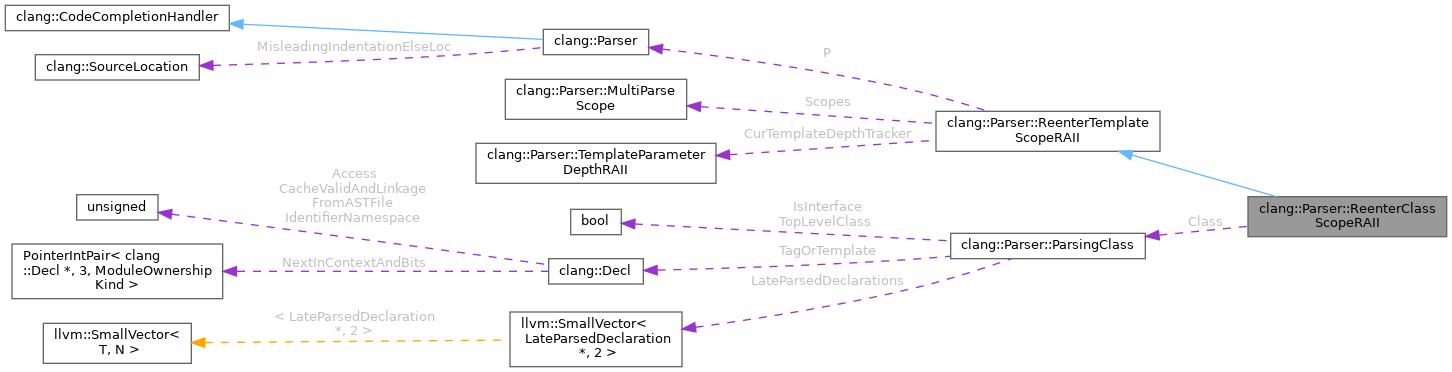 clang::CodeCompletionHandler
clang::SourceLocation
MisleadingIndentationElseLoc
clang::Parser
P
clang::Parser::MultiParse
Scope
Scopes
clang::Parser::TemplateParameter
DepthRAII
CurTemplateDepthTracker
clang::Parser::ReenterTemplate
ScopeRAII
clang::Parser::ReenterClass
ScopeRAII
Class
unsigned
Access
CacheValidAndLinkage
FromASTFile
IdentifierNamespace
bool
IsInterface
TopLevelClass
clang::Parser::ParsingClass
PointerIntPair< clang
::Decl *, 3, ModuleOwnership
Kind >
NextInContextAndBits
clang::Decl
TagOrTemplate
LateParsedDeclarations
llvm::SmallVector<
T, N >
< LateParsedDeclaration
*, 2 >
llvm::SmallVector<
LateParsedDeclaration
*, 2 >